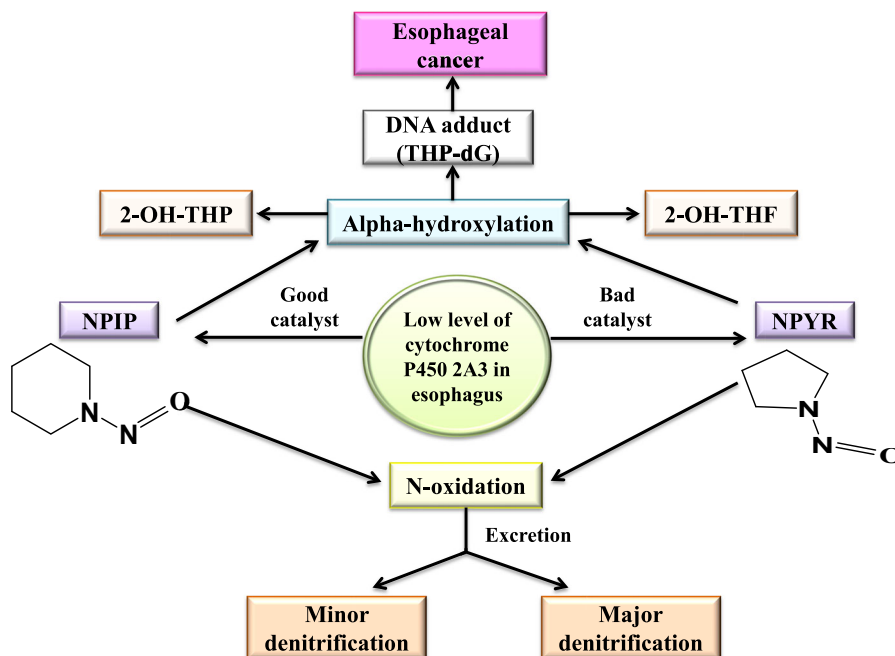 Esophageal
cancer
DNA adduct
(THP-dG)
2-OH-THP
Alpha-hydroxylation
2-OH-THF
Good
catalyst
Bad
catalyst
NPIP
Low level of
cytochrome
P450 2A3 in
esophagus
NPYR
N
N
O
N
N
O
N-oxidation
Excretion
Minor
denitrification
Major
denitrification